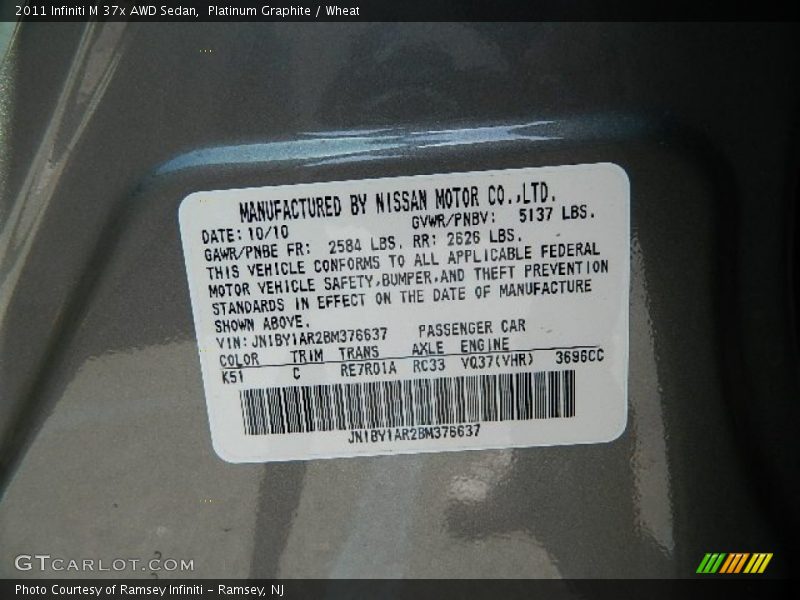 2011 Infiniti M 37x AWD Sedan,  Platinum Graphite / Wheat
MANUFACTURED BY NISSAN MOTOR CO.,LTD.
DATE: 10/10 GVWR/PNBV: 5137 LBS.
GAWR/PNBE FR: 2584 LBS. RR: 2626 LBS.
THIS VEHICLE CONFORMS TO ALL APPLICABLE FEDERAL
MOTOR VEHICLE SAFETY,BUMPER,AND THEFT PREVENTION
STANDARDS IN EFFECT ON THE DATE OF MANUFACTURE
SHOWN ABOVE.
VIN: JN1BY1AR2BM376637 PASSENGER CAR
COLOR TRIM TRANS AXLE ENGINE
K51 C RE7R01A RC33 VQ37(VHR) 3696CC
JN1BY1AR2BM376637
GTCARLOT.COM
Photo Courtesy of Ramsey Infiniti - Ramsey, NJ